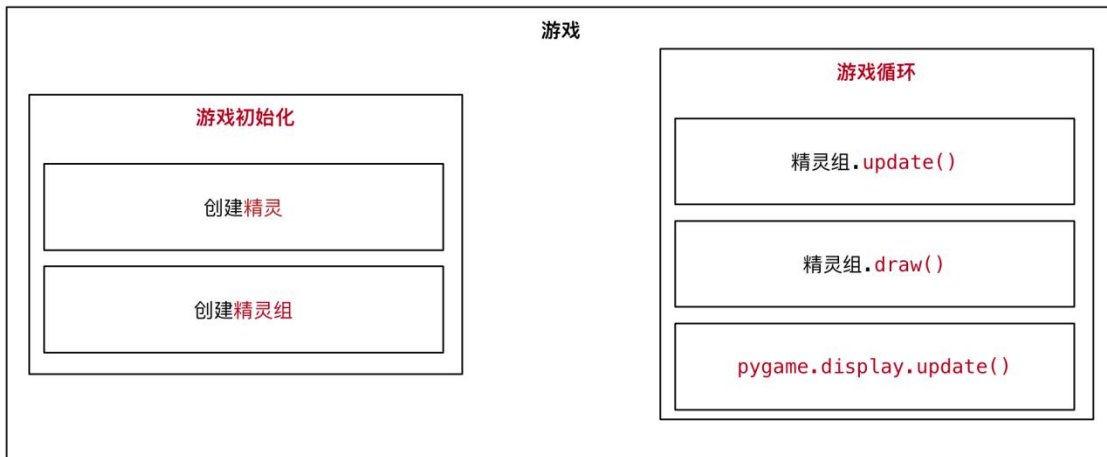 游戏
游戏初始化
创建精灵
创建精灵组
游戏循环
精灵组.update()
精灵组.draw()
pygame.display.update()